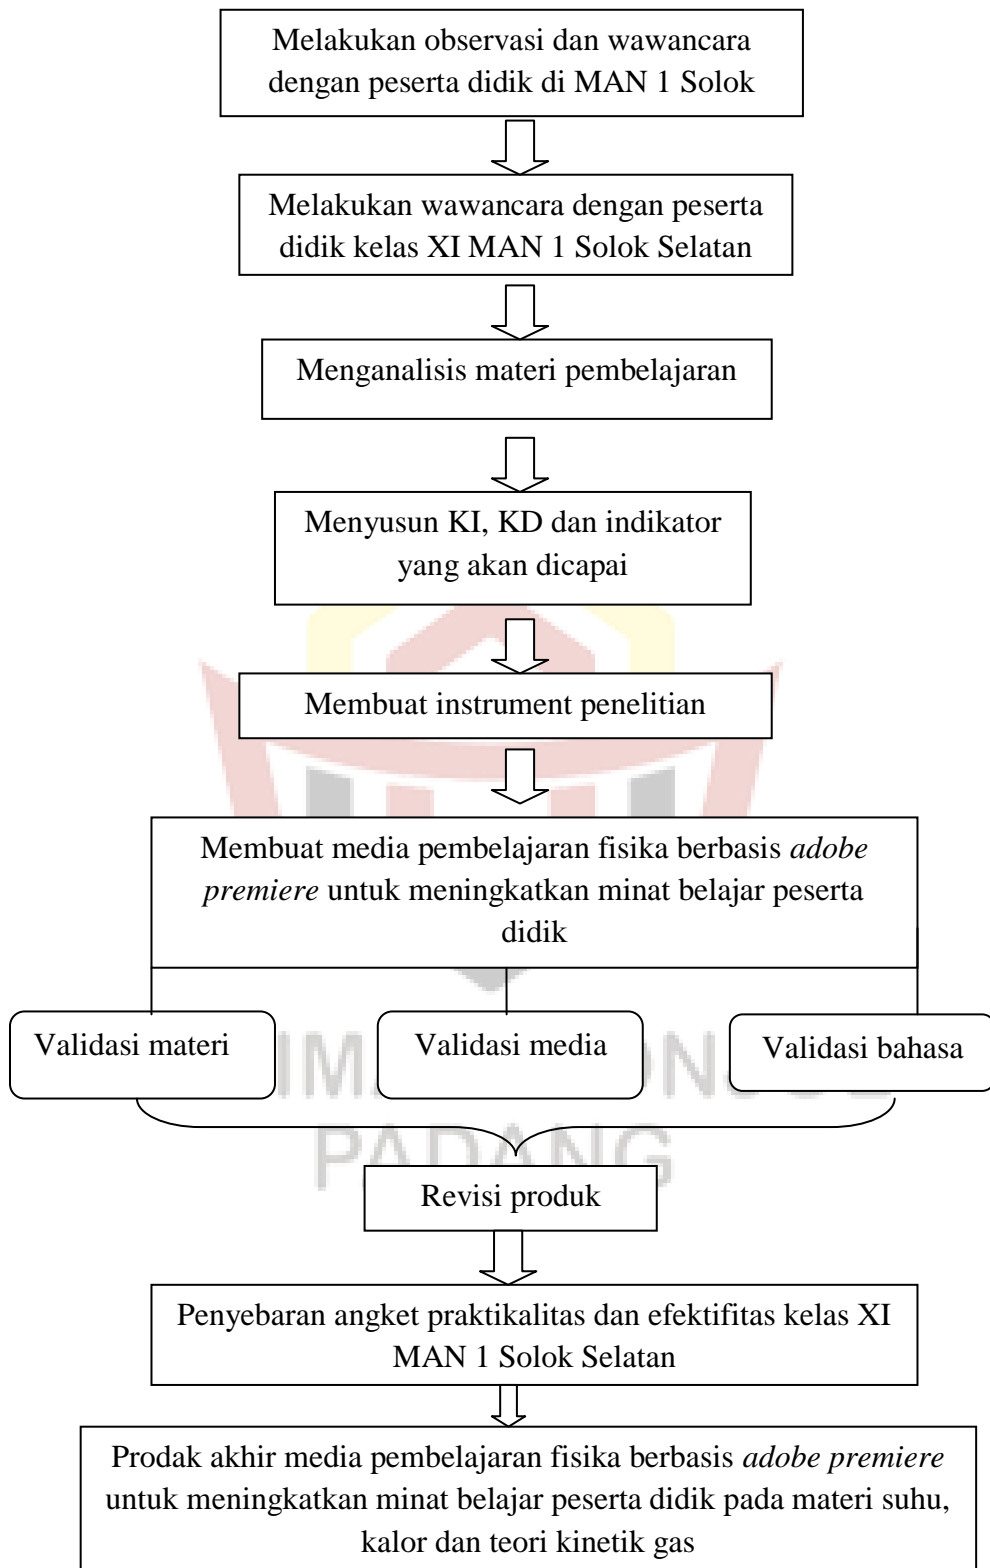 Melakukan observasi dan wawancara
dengan peserta didik di MAN 1 Solok
Melakukan wawancara dengan peserta
didik kelas XI MAN 1 Solok Selatan
Menganalisis materi pembelajaran
Menyusun KI, KD dan indikator
yang akan dicapai
Membuat instrument penelitian
Membuat media pembelajaran fisika berbasis adobe
premiere untuk meningkatkan minat belajar peserta
didik
Validasi materi
Validasi media
Validasi bahasa
PADANG
Revisi produk
Penyebaran angket praktikalitas dan efektifitas kelas XI
MAN 1 Solok Selatan
Prodak akhir media pembelajaran fisika berbasis adobe premiere
untuk meningkatkan minat belajar peserta didik pada materi suhu,
kalor dan teori kinetik gas